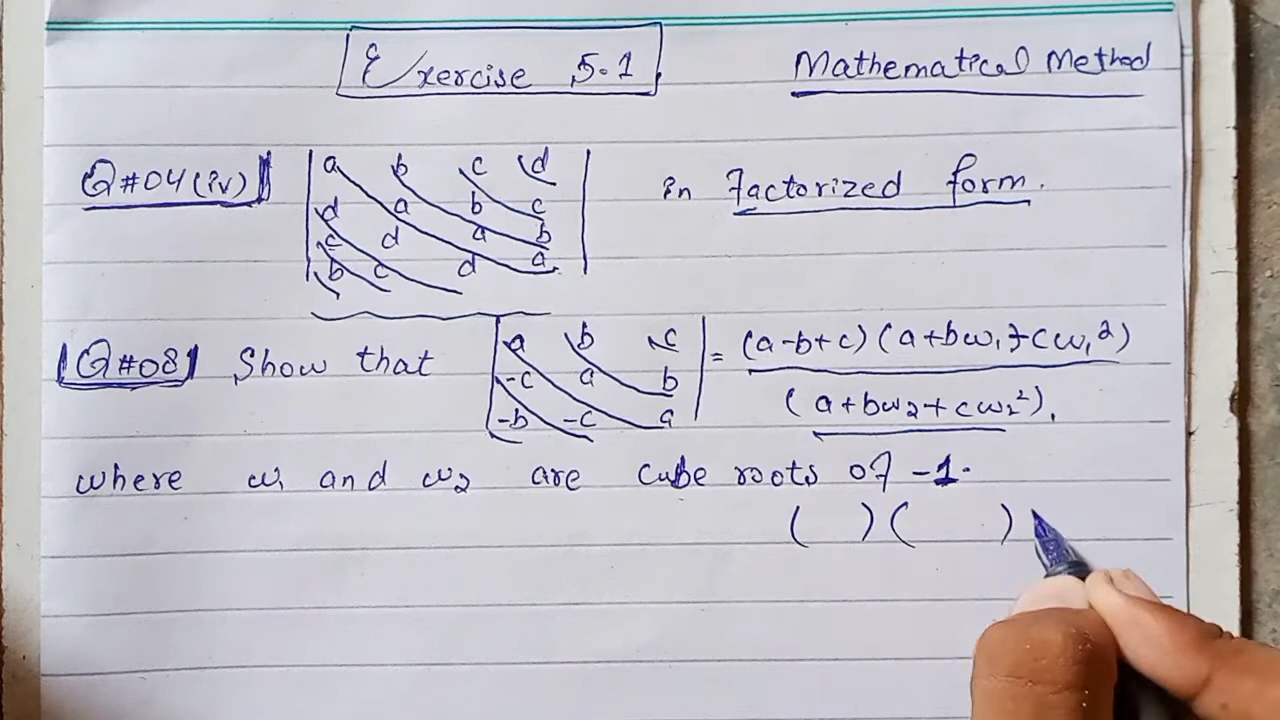 Exercise 5.1
Mathematical Method
Q#04(iv)
a b c d
d a b c
c d a b
b c d a
in Factorized form.
Q#08 Show that
a b c
-c a b
-b -c a
= (a-b+c) (a+bω₁+cω₁²)
(a+bω₂+cω₂²).
where ω₁ and ω₂ are cube roots of -1.
( ) ( )